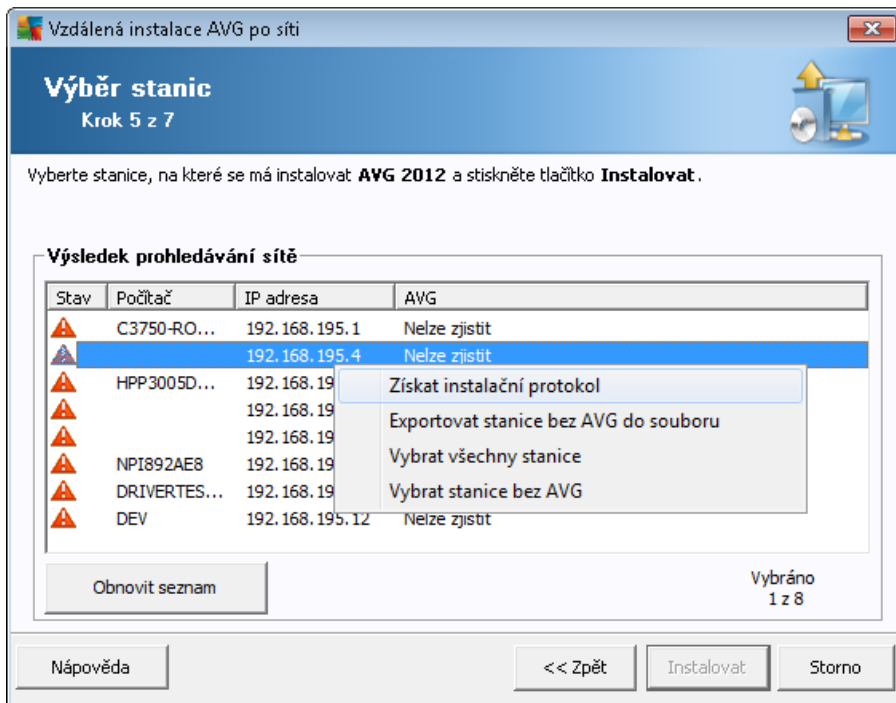 Vzdálená instalace AVG po síti
Výběr stanic
Krok 5 z 7
Vyberte stanice, na které se má instalovat AVG 2012 a stiskněte tlačítko Instalovat.
Výsledek prohledávání sítě
Stav Počítač IP adresa AVG
C3750-RO... 192.168.195.1 Nelze zjistit
192.168.195.4 Nelze zjistit
HPP3005D... 192.168.19
192.168.19
192.168.19
NPI892AE8 192.168.19
DRIVERTES... 192.168.19
DEV 192.168.195.12 Nelze zjistit
Získat instalační protokol
Exportovat stanice bez AVG do souboru
Vybrat všechny stanice
Vybrat stanice bez AVG
Obnovit seznam
Vybráno
1 z 8
Nápověda
<< Zpět
Instalovat
Storno